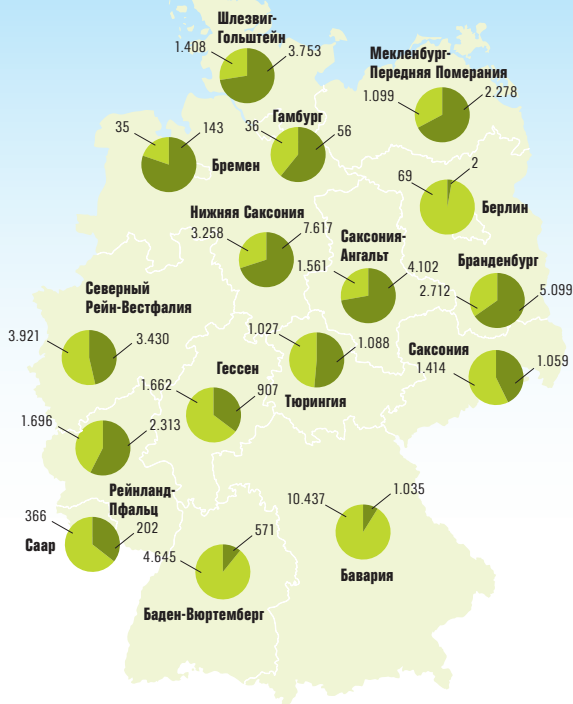 Шлезвиг-
Гольштейн
1.408
3.753
Мекленбург-
Передняя Померания
1.099
2.278
Гамбург
36
56
35
143
Бремен
69
2
Берлин
Нижняя Саксония
3.258
7.617
Саксония-
Ангальт
1.561
4.102
Бранденбург
2.712
5.099
Северный
Рейн-Вестфалия
3.921
3.430
1.027
1.088
Тюрингия
Саксония
1.414
1.059
Гессен
1.662
907
1.696
2.313
Рейнланд-
Пфальц
366
202
Саар
4.645
571
Баден-Вюртемберг
10.437
1.035
Бавария